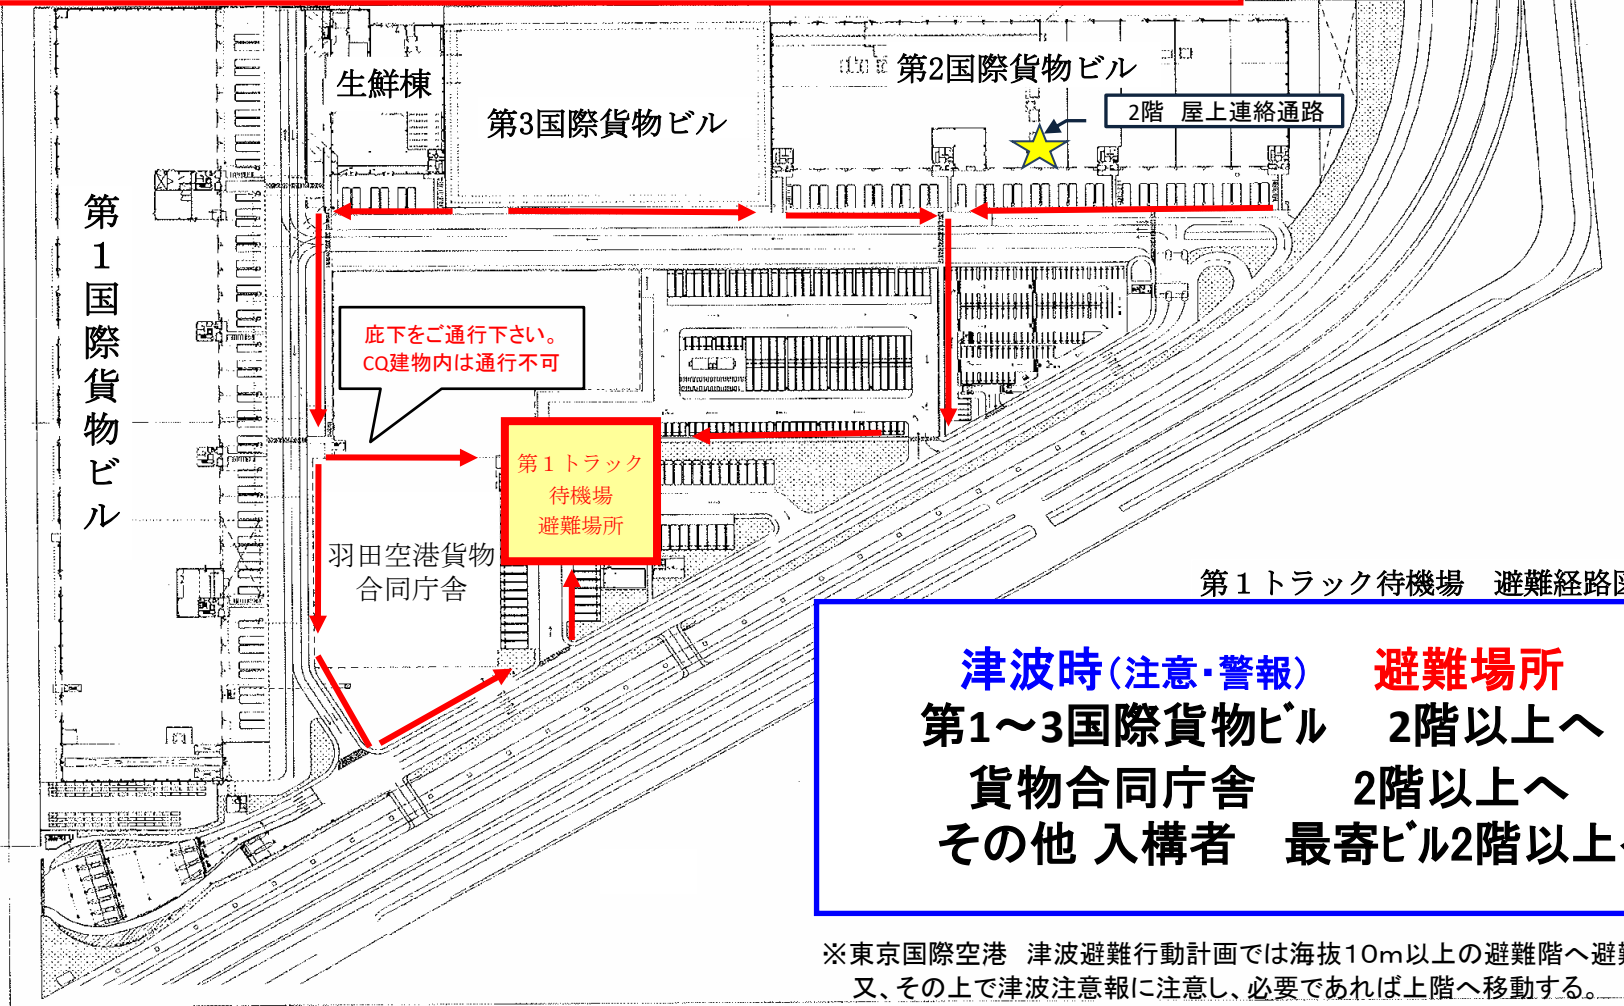 生鮮棟
第3国際貨物ビル
第2国際貨物ビル
2階 屋上連絡通路
第1国際貨物ビル
庇下をご通行下さい。
CQ建物内は通行不可
第1トラック
待機場
避難場所
羽田空港貨物
合同庁舎
第1トラック待機場 避難経路図
津波時(注意・警報) 避難場所
第1~3国際貨物ビル 2階以上へ
貨物合同庁舎 2階以上へ
その他 入構者 最寄ビル2階以上
※東京国際空港 津波避難行動計画では海抜10m以上の避難階へ避難
又、その上で津波注意報に注意し、必要であれば上階へ移動する。